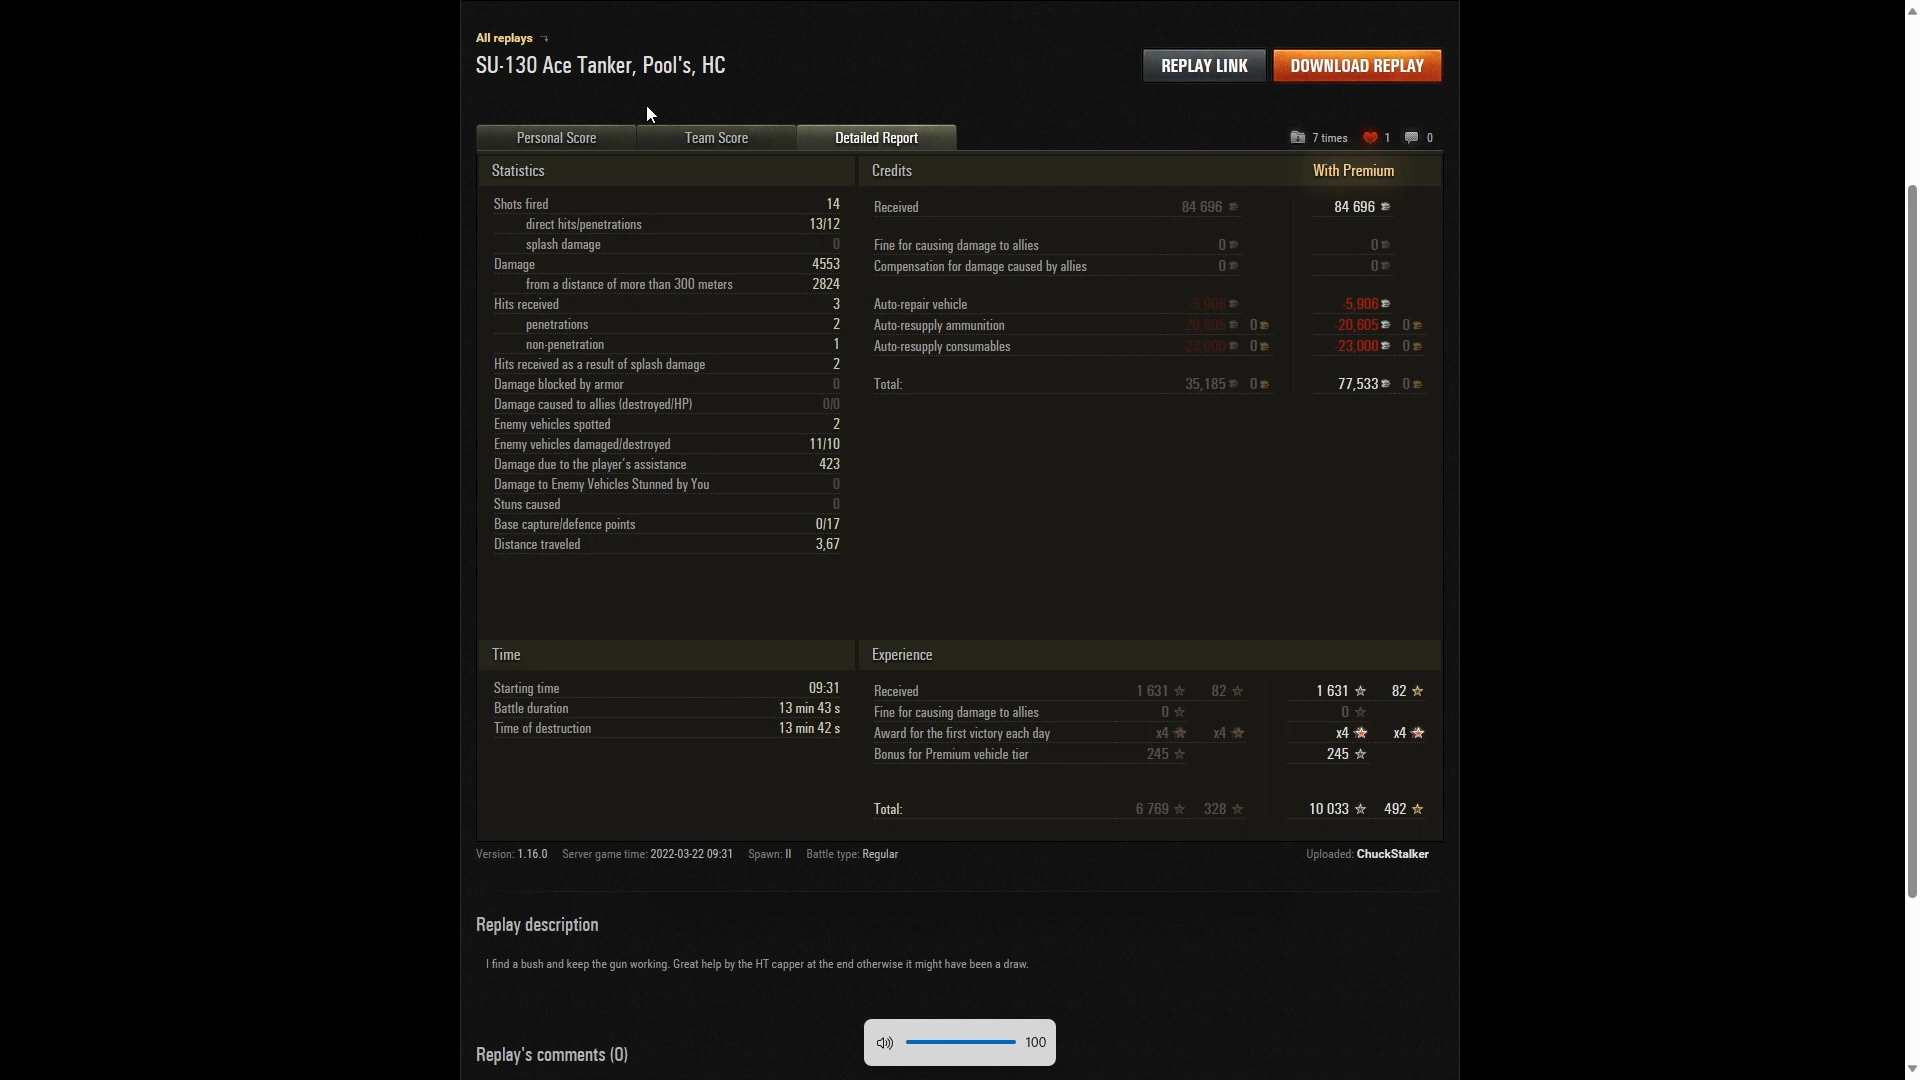 All replays
SU-130 Ace Tanker, Pool's, HC
REPLAY LINK
DOWNLOAD REPLAY
Personal Score
Team Score
Detailed Report
7 times 1 0
Statistics
Shots fired 14
direct hits/penetrations 13/12
splash damage 0
Damage 4553
from a distance of more than 300 meters 2824
Hits received 3
penetrations 2
non-penetration 1
Hits received as a result of splash damage 2
Damage blocked by armor 0
Damage caused to allies (destroyed/HP) 0/0
Enemy vehicles spotted 2
Enemy vehicles damaged/destroyed 11/10
Damage due to the player's assistance 423
Damage to Enemy Vehicles Stunned by You 0
Stuns caused 0
Base capture/defence points 0/17
Distance traveled 3,67
Credits With Premium
Received 84 696 84 696
Fine for causing damage to allies 0 0
Compensation for damage caused by allies 0 0
Auto-repair vehicle -5,906 -5,906
Auto-resupply ammunition -20,605 0 -20,605 0
Auto-resupply consumables -23,000 0 -23,000 0
Total: 35,185 0 77,533 0
Time
Starting time 09:31
Battle duration 13 min 43 s
Time of destruction 13 min 42 s
Experience
Received 1 631 82 1 631 82
Fine for causing damage to allies 0 0
Award for the first victory each day x4 x4 x4 x4
Bonus for Premium vehicle tier 245 245
Total: 6 769 328 10 033 492
Version: 1.16.0 Server game time: 2022-03-22 09:31 Spawn: II Battle type: Regular
Uploaded: ChuckStalker
Replay description
I find a bush and keep the gun working. Great help by the HT capper at the end otherwise it might have been a draw.
Replay's comments (0)
100